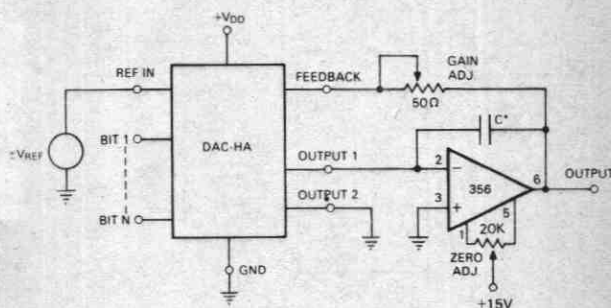 +VDD
REF IN
FEEDBACK
GAIN
ADJ.
50Ω
±VREF
BIT 1
DAC-HA
C*
OUTPUT 1
2
−
356
6
OUTPUT
OUTPUT 2
3
+
5
BIT N
1
20K
ZERO
ADJ
GND
+15V